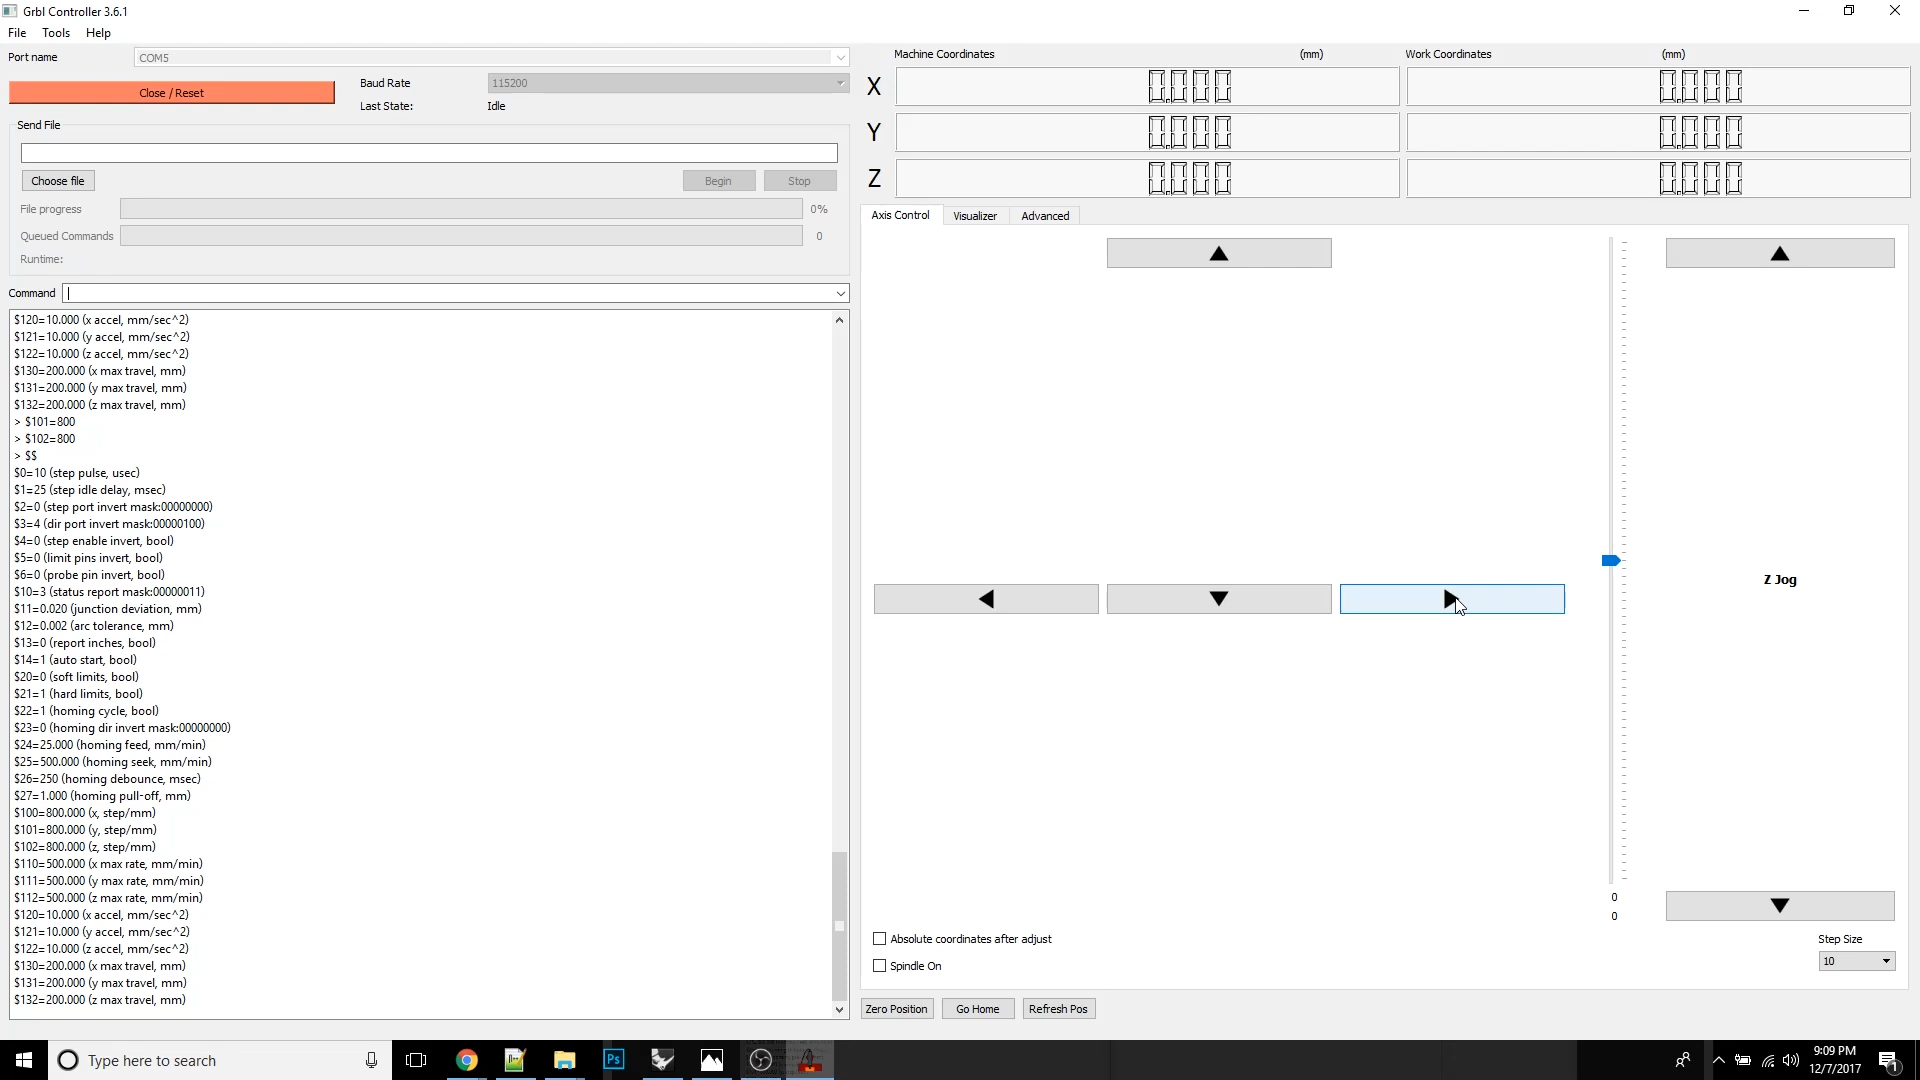 Grbl Controller 3.6.1
File Tools Help
Port name COM5
Close / Reset
Baud Rate 115200
Last State: Idle
Send File
Choose file Begin Stop
File progress 0%
Queued Commands 0
Runtime:
Command
$120=10.000 (x accel, mm/sec^2)
$121=10.000 (y accel, mm/sec^2)
$122=10.000 (z accel, mm/sec^2)
$130=200.000 (x max travel, mm)
$131=200.000 (y max travel, mm)
$132=200.000 (z max travel, mm)
> $101=800
> $102=800
> $$
$0=10 (step pulse, usec)
$1=25 (step idle delay, msec)
$2=0 (step port invert mask:00000000)
$3=4 (dir port invert mask:00000100)
$4=0 (step enable invert, bool)
$5=0 (limit pins invert, bool)
$6=0 (probe pin invert, bool)
$10=3 (status report mask:00000011)
$11=0.020 (junction deviation, mm)
$12=0.002 (arc tolerance, mm)
$13=0 (report inches, bool)
$14=1 (auto start, bool)
$20=0 (soft limits, bool)
$21=1 (hard limits, bool)
$22=1 (homing cycle, bool)
$23=0 (homing dir invert mask:00000000)
$24=25.000 (homing feed, mm/min)
$25=500.000 (homing seek, mm/min)
$26=250 (homing debounce, msec)
$27=1.000 (homing pull-off, mm)
$100=800.000 (x, step/mm)
$101=800.000 (y, step/mm)
$102=800.000 (z, step/mm)
$110=500.000 (x max rate, mm/min)
$111=500.000 (y max rate, mm/min)
$112=500.000 (z max rate, mm/min)
$120=10.000 (x accel, mm/sec^2)
$121=10.000 (y accel, mm/sec^2)
$122=10.000 (z accel, mm/sec^2)
$130=200.000 (x max travel, mm)
$131=200.000 (y max travel, mm)
$132=200.000 (z max travel, mm)
Machine Coordinates (mm) Work Coordinates (mm)
X 0.000 0.000
Y 0.000 0.000
Z 0.000 0.000
Axis Control Visualizer Advanced
Z Jog
0
0
Absolute coordinates after adjust
Spindle On
Step Size
10
Zero Position Go Home Refresh Pos
Type here to search
Ps
9:09 PM
12/7/2017
1